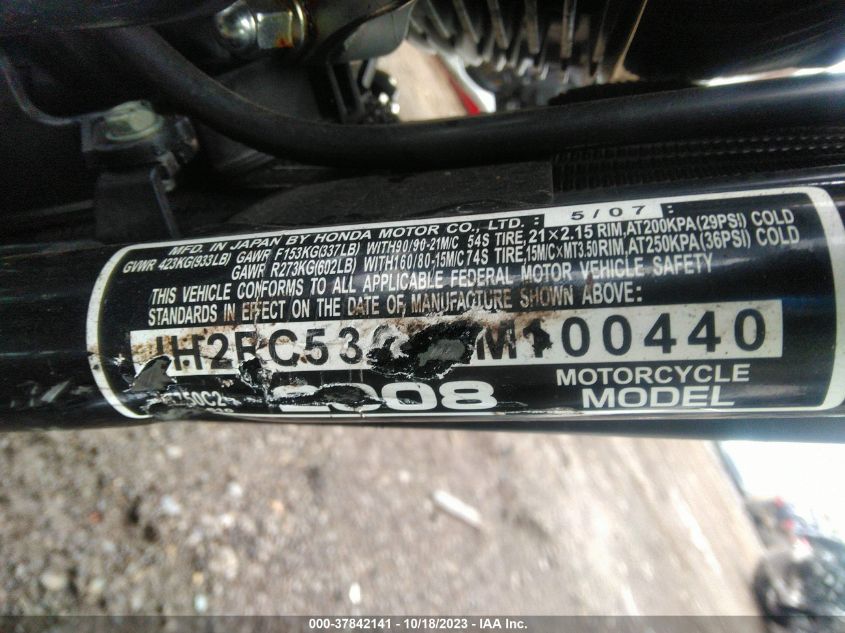 MFD. IN JAPAN BY HONDA MOTOR CO., LTD. : 5/07
GVWR 423KG(933LB) GAWR F153KG(337LB) WITH90/90-21M/C 54S TIRE, 21×2.15 RIM, AT200KPA(29PSI) COLD
GAWR R273KG(602LB) WITH160/80-15M/C74S TIRE, 15M/C×MT3.50RIM, AT250KPA(36PSI) COLD
THIS VEHICLE CONFORMS TO ALL APPLICABLE FEDERAL MOTOR VEHICLE SAFETY
STANDARDS IN EFFECT ON THE DATE OF MANUFACTURE SHOWN ABOVE:
2008 MOTORCYCLE
MODEL
000-37842141 - 10/18/2023 - IAA Inc.